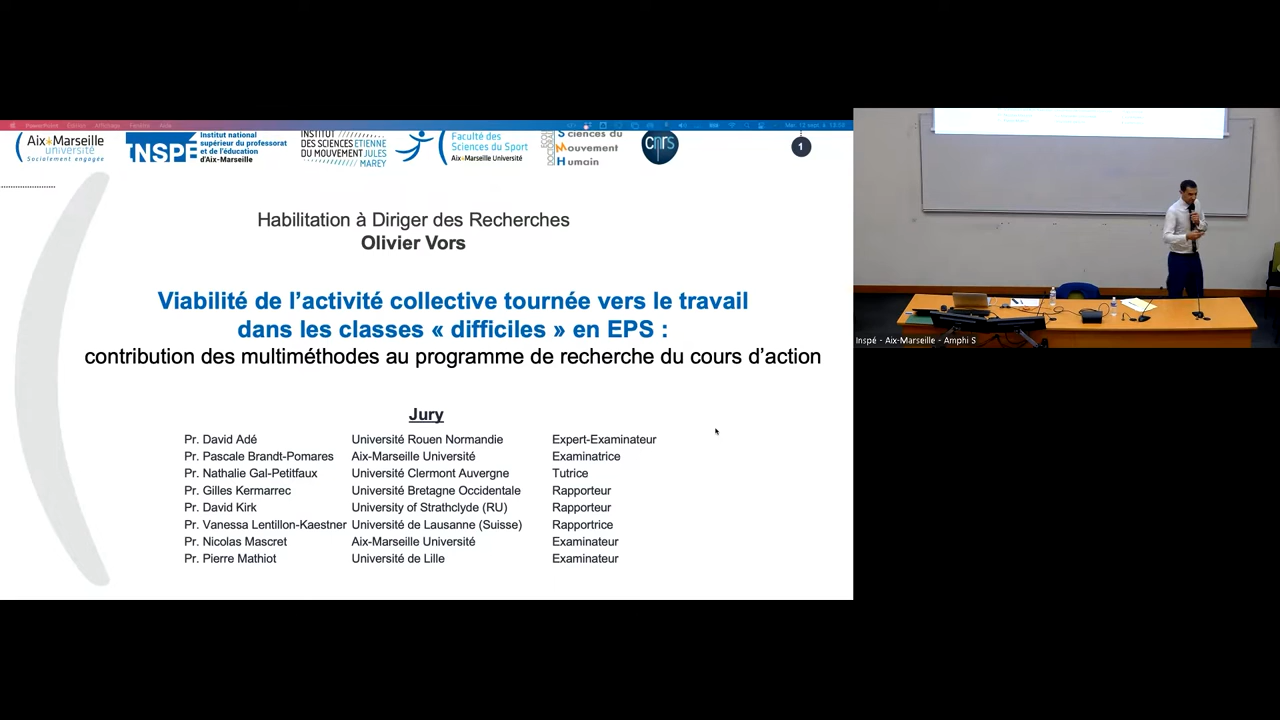 PowerPoint Édition Affichage Fenêtre Aide
Aix*Marseille
université
Socialement engagée
INSPÉ
Institut national
supérieur du professorat
et de l'éducation
d'Aix-Marseille
INSTITUT
DES SCIENCES ETIENNE
DU MOUVEMENT JULES
MAREY
Faculté des
Sciences du Sport
Aix-Marseille Université
Sciences du
Mouvement
Humain
cnrs
1
Habilitation à Diriger des Recherches
Olivier Vors
Viabilité de l'activité collective tournée vers le travail
dans les classes « difficiles » en EPS :
contribution des multiméthodes au programme de recherche du cours d'action
Jury
Pr. David Adé Université Rouen Normandie Expert-Examinateur
Pr. Pascale Brandt-Pomares Aix-Marseille Université Examinatrice
Pr. Nathalie Gal-Petitfaux Université Clermont Auvergne Tutrice
Pr. Gilles Kermarrec Université Bretagne Occidentale Rapporteur
Pr. David Kirk University of Strathclyde (RU) Rapporteur
Pr. Vanessa Lentillon-Kaestner Université de Lausanne (Suisse) Rapportrice
Pr. Nicolas Mascret Aix-Marseille Université Examinateur
Pr. Pierre Mathiot Université de Lille Examinateur
Inspé - Aix-Marseille - Amphi S